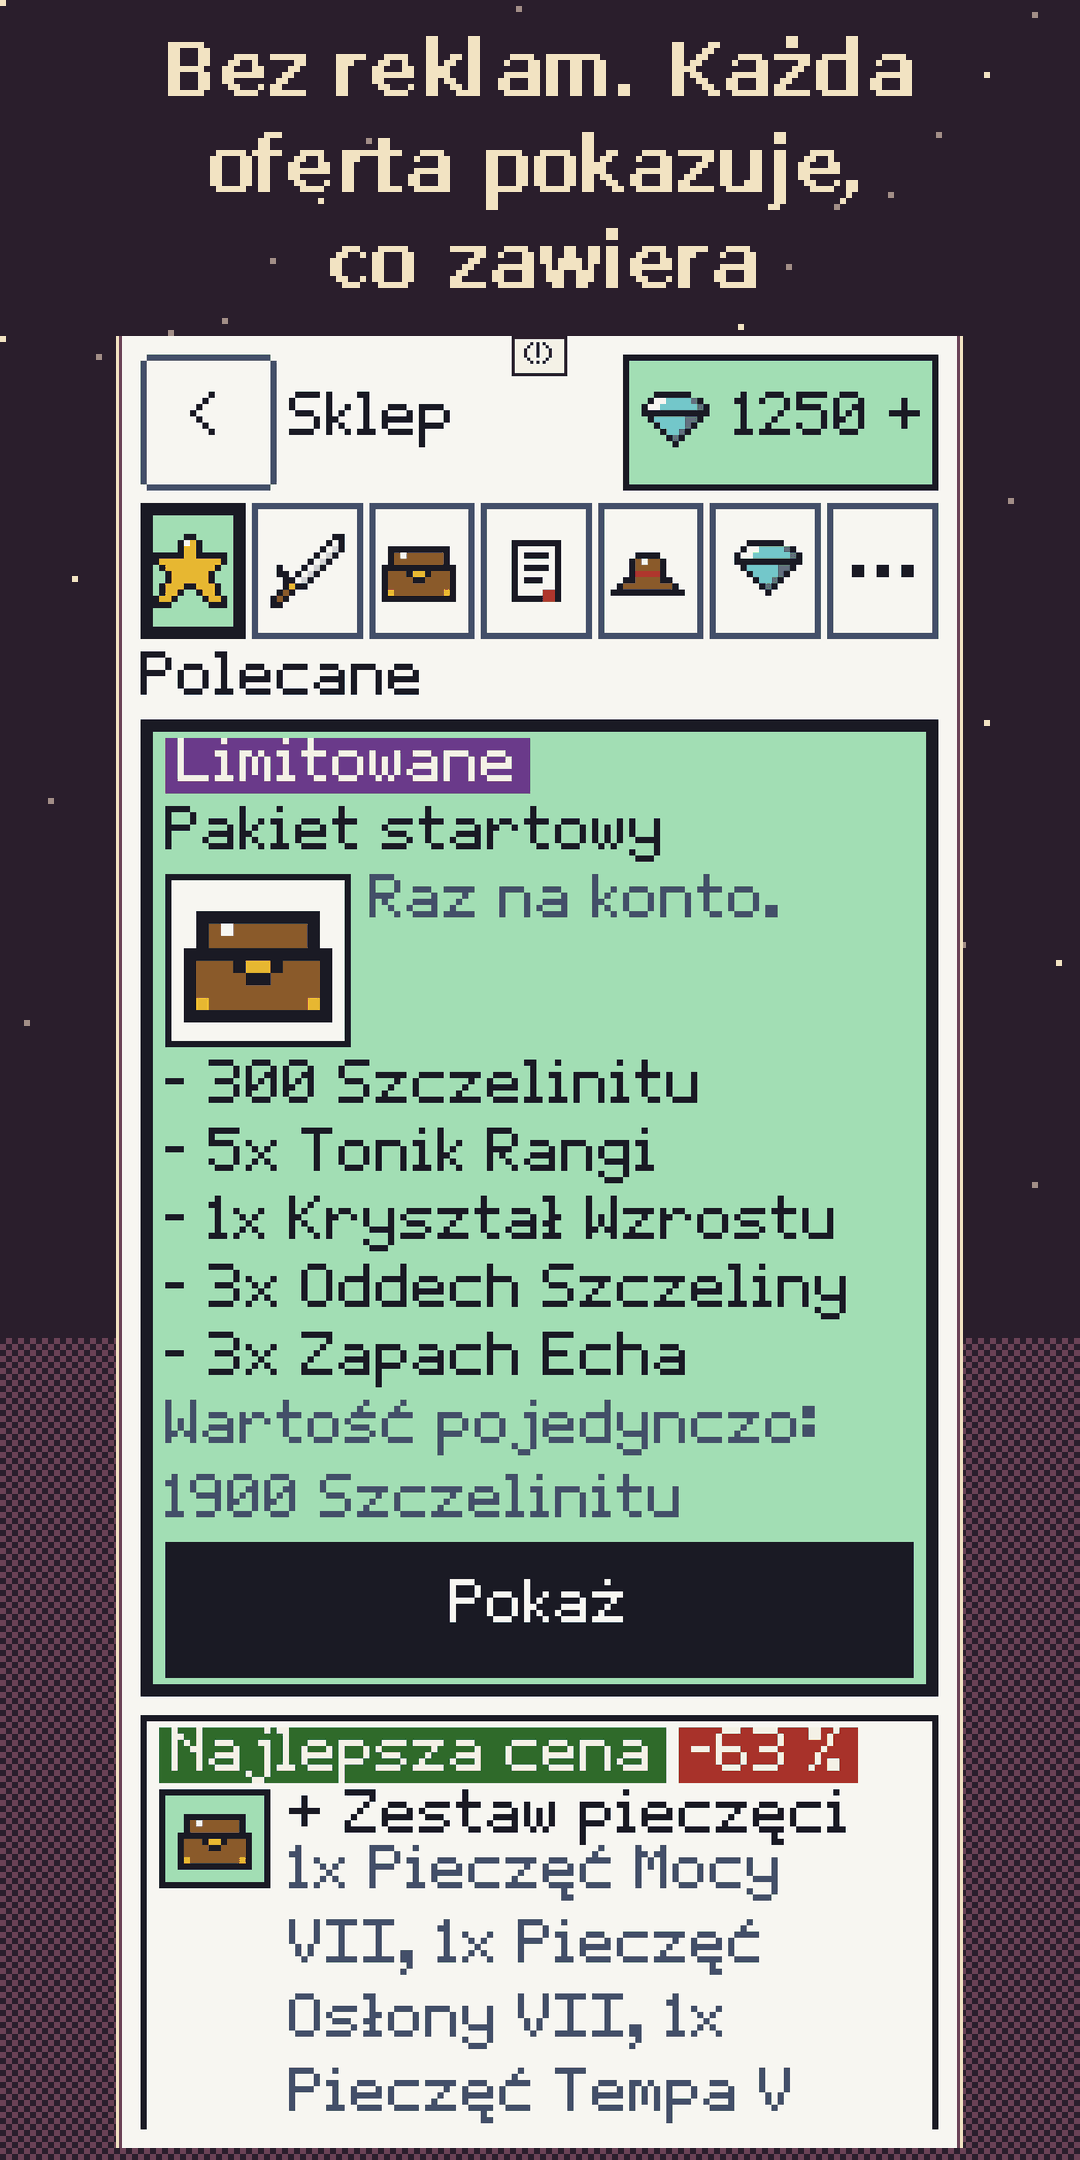 Bez reklam. Każda
oferta pokazuje,
co zawiera
Sklep
1250 +
Polecane
Limitowane
Pakiet startowy
Raz na konto.
- 300 Szczelinitu
- 5x Tonik Rangi
- 1x Kryształ Wzrostu
- 3x Oddech Szczeliny
- 3x Zapach Echa
Wartość pojedynczo:
1900 Szczelinitu
Pokaż
Najlepsza cena -63 %
+ Zestaw pieczęci
1x Pieczęć Mocy
VII, 1x Pieczęć
Osłony VII, 1x
Pieczęć Tempa V